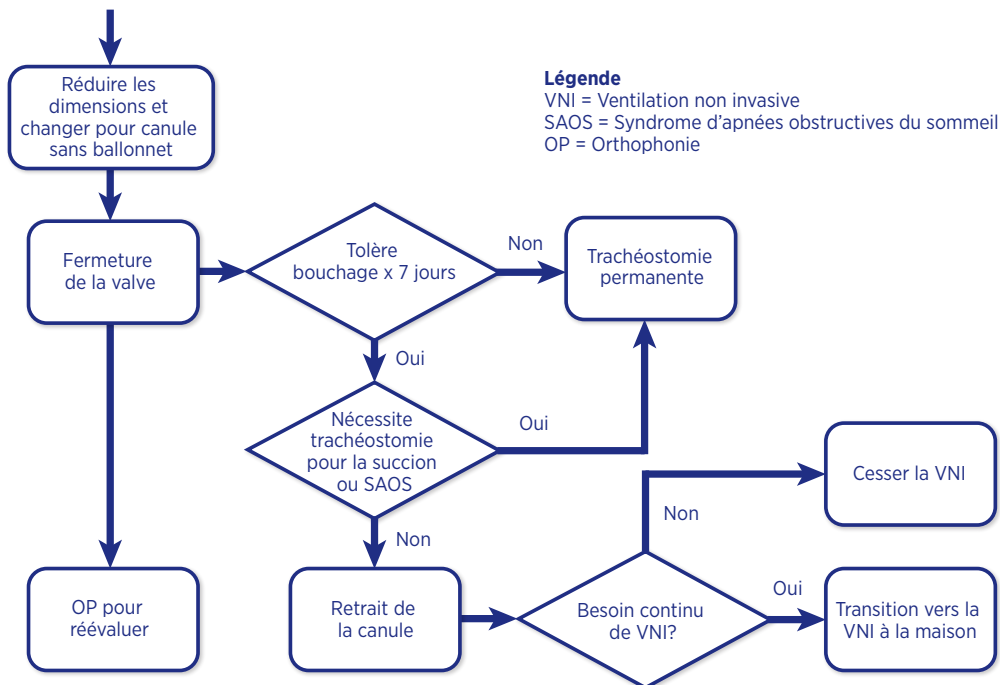 Réduire les
dimensions et
changer pour canule
sans ballonnet
Légende
VNI = Ventilation non invasive
SAOS = Syndrome d'apnées obstructives du sommeil
OP = Orthophonie
Fermeture
de la valve
Tolère
bouchage x 7 jours
Non
Trachéostomie
permanente
Oui
Nécessite
trachéostomie
pour la succion
ou SAOS
Oui
Non
Cesser la VNI
Non
OP pour
réévaluer
Retrait de
la canule
Besoin continu
de VNI?
Oui
Transition vers la
VNI à la maison